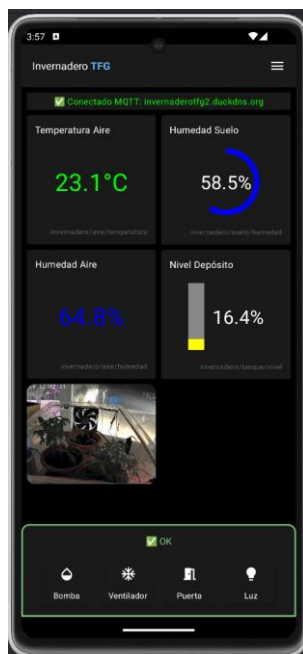 3:57
Invernadero TFG
✅ Conectado MQTT: invernaderotfg2.duckdns.org
Temperatura Aire
Humedad Suelo
23.1°C
58.5%
invernadero/aire/temperatura
invernadero/suelo/humedad
Humedad Aire
Nivel Depósito
64.8%
16.4%
invernadero/aire/humedad
invernadero/tanque/nivel
✅ OK
Bomba
Ventilador
Puerta
Luz